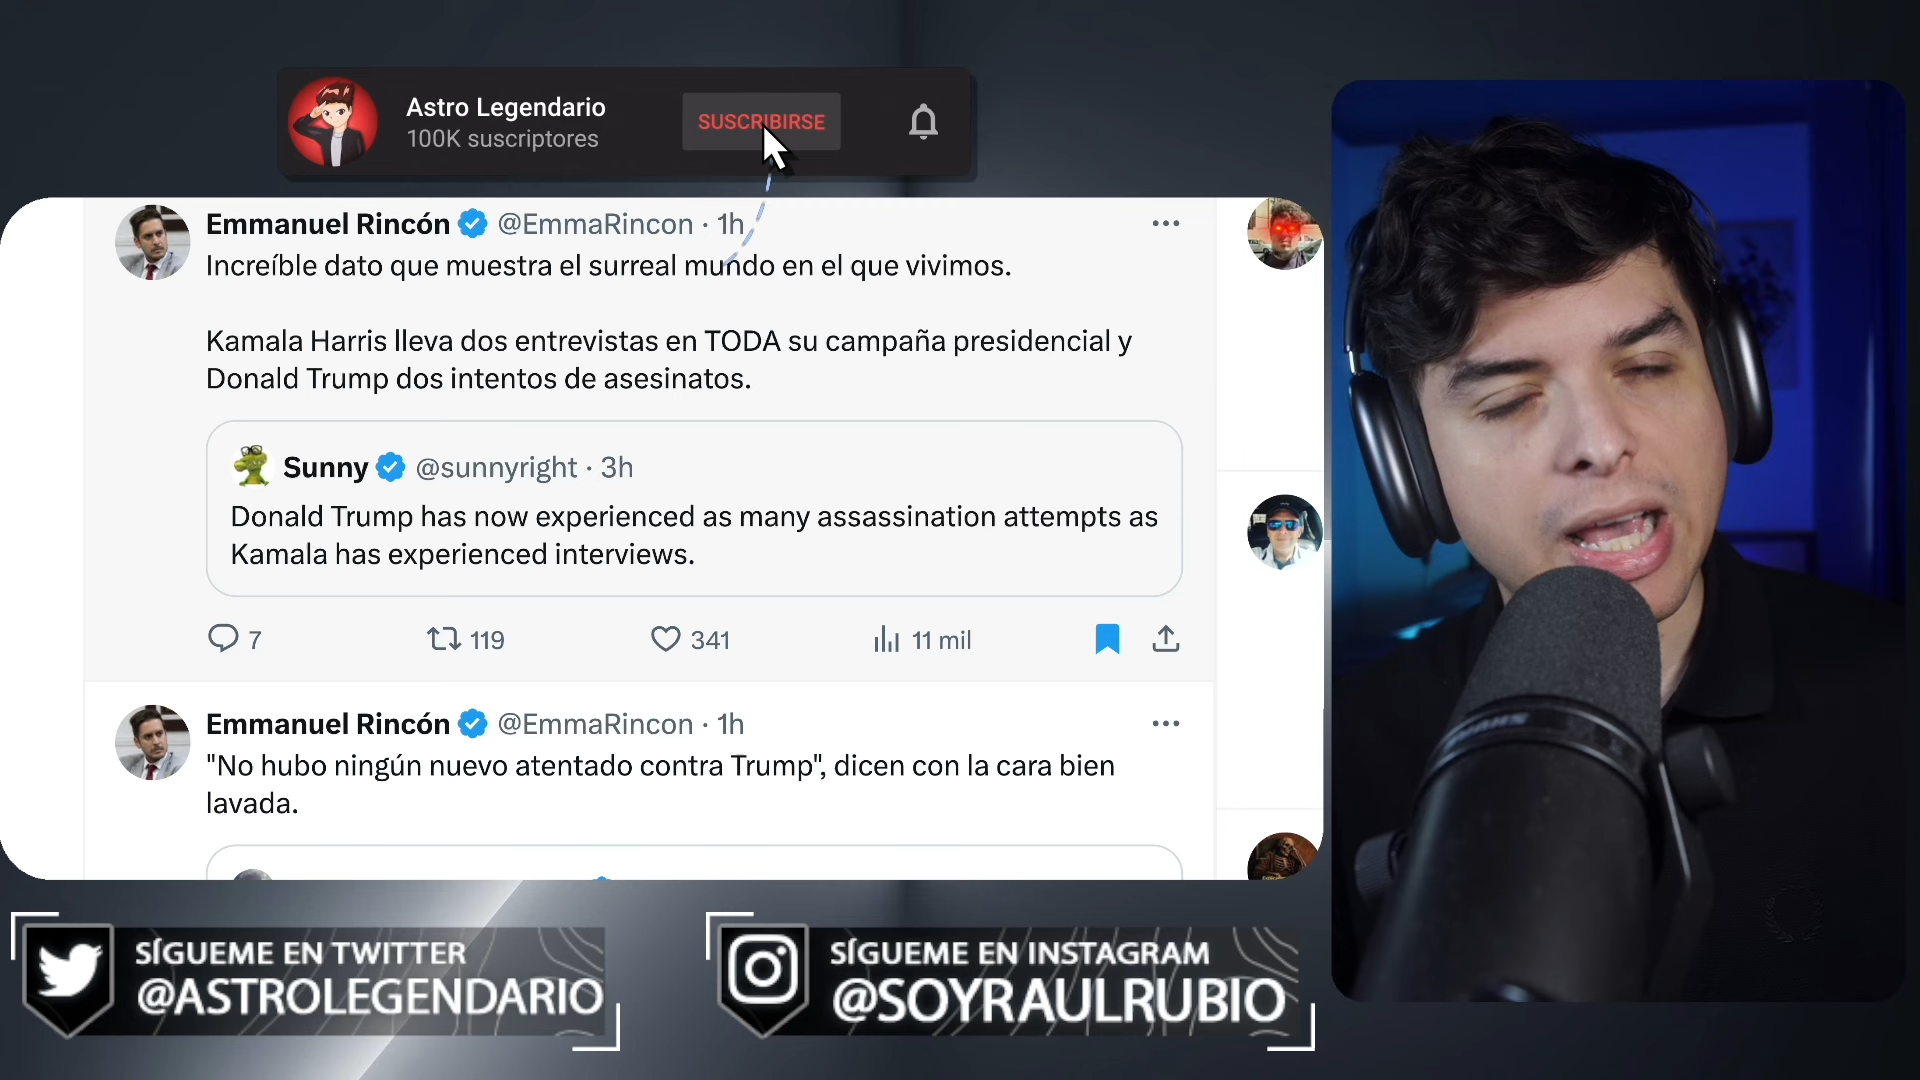 Astro Legendario
100K suscriptores
SUSCRIBIRSE
Emmanuel Rincón @EmmaRincon · 1h
Increíble dato que muestra el surreal mundo en el que vivimos.
Kamala Harris lleva dos entrevistas en TODA su campaña presidencial y
Donald Trump dos intentos de asesinatos.
Sunny @sunnyright · 3h
Donald Trump has now experienced as many assassination attempts as
Kamala has experienced interviews.
7 119 341 11 mil
Emmanuel Rincón @EmmaRincon · 1h
"No hubo ningún nuevo atentado contra Trump", dicen con la cara bien
lavada.
SÍGUEME EN TWITTER
@ASTROLEGENDARIO
SÍGUEME EN INSTAGRAM
@SOYRAULRUBIO
SHURE